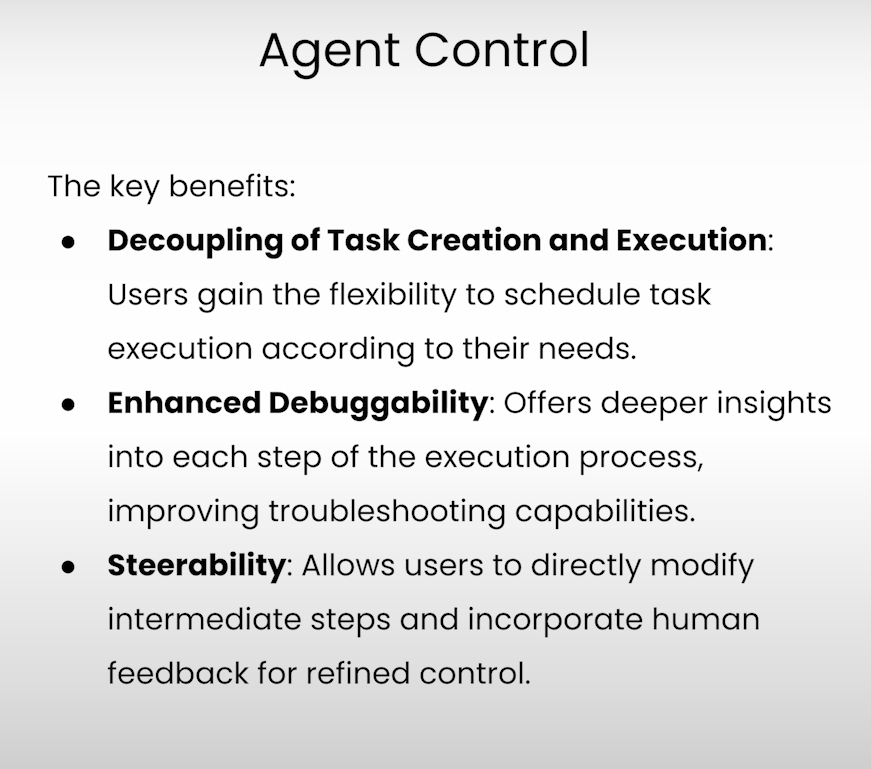 Agent Control
The key benefits:
● Decoupling of Task Creation and Execution:
Users gain the flexibility to schedule task
execution according to their needs.
● Enhanced Debuggability: Offers deeper insights
into each step of the execution process,
improving troubleshooting capabilities.
● Steerability: Allows users to directly modify
intermediate steps and incorporate human
feedback for refined control.